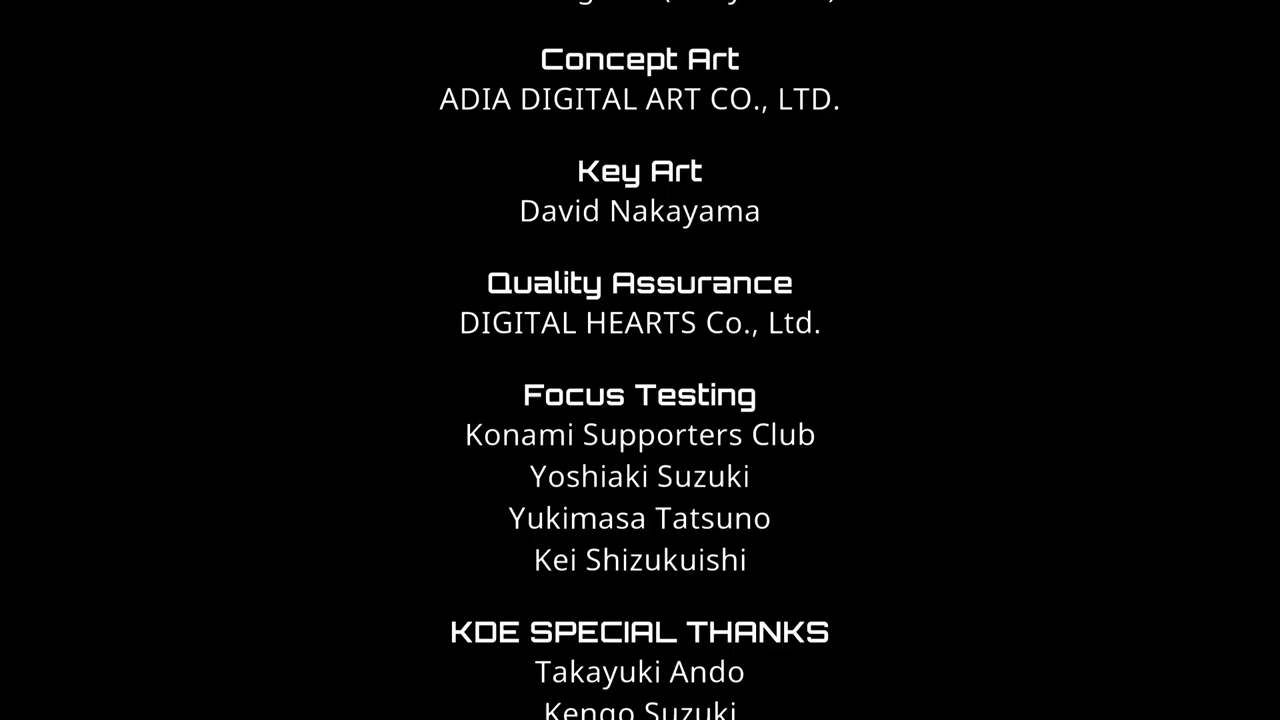 Concept Art
ADIA DIGITAL ART CO., LTD.
Key Art
David Nakayama
Quality Assurance
DIGITAL HEARTS Co., Ltd.
Focus Testing
Konami Supporters Club
Yoshiaki Suzuki
Yukimasa Tatsuno
Kei Shizukuishi
KDE SPECIAL THANKS
Takayuki Ando
Kengo Suzuki